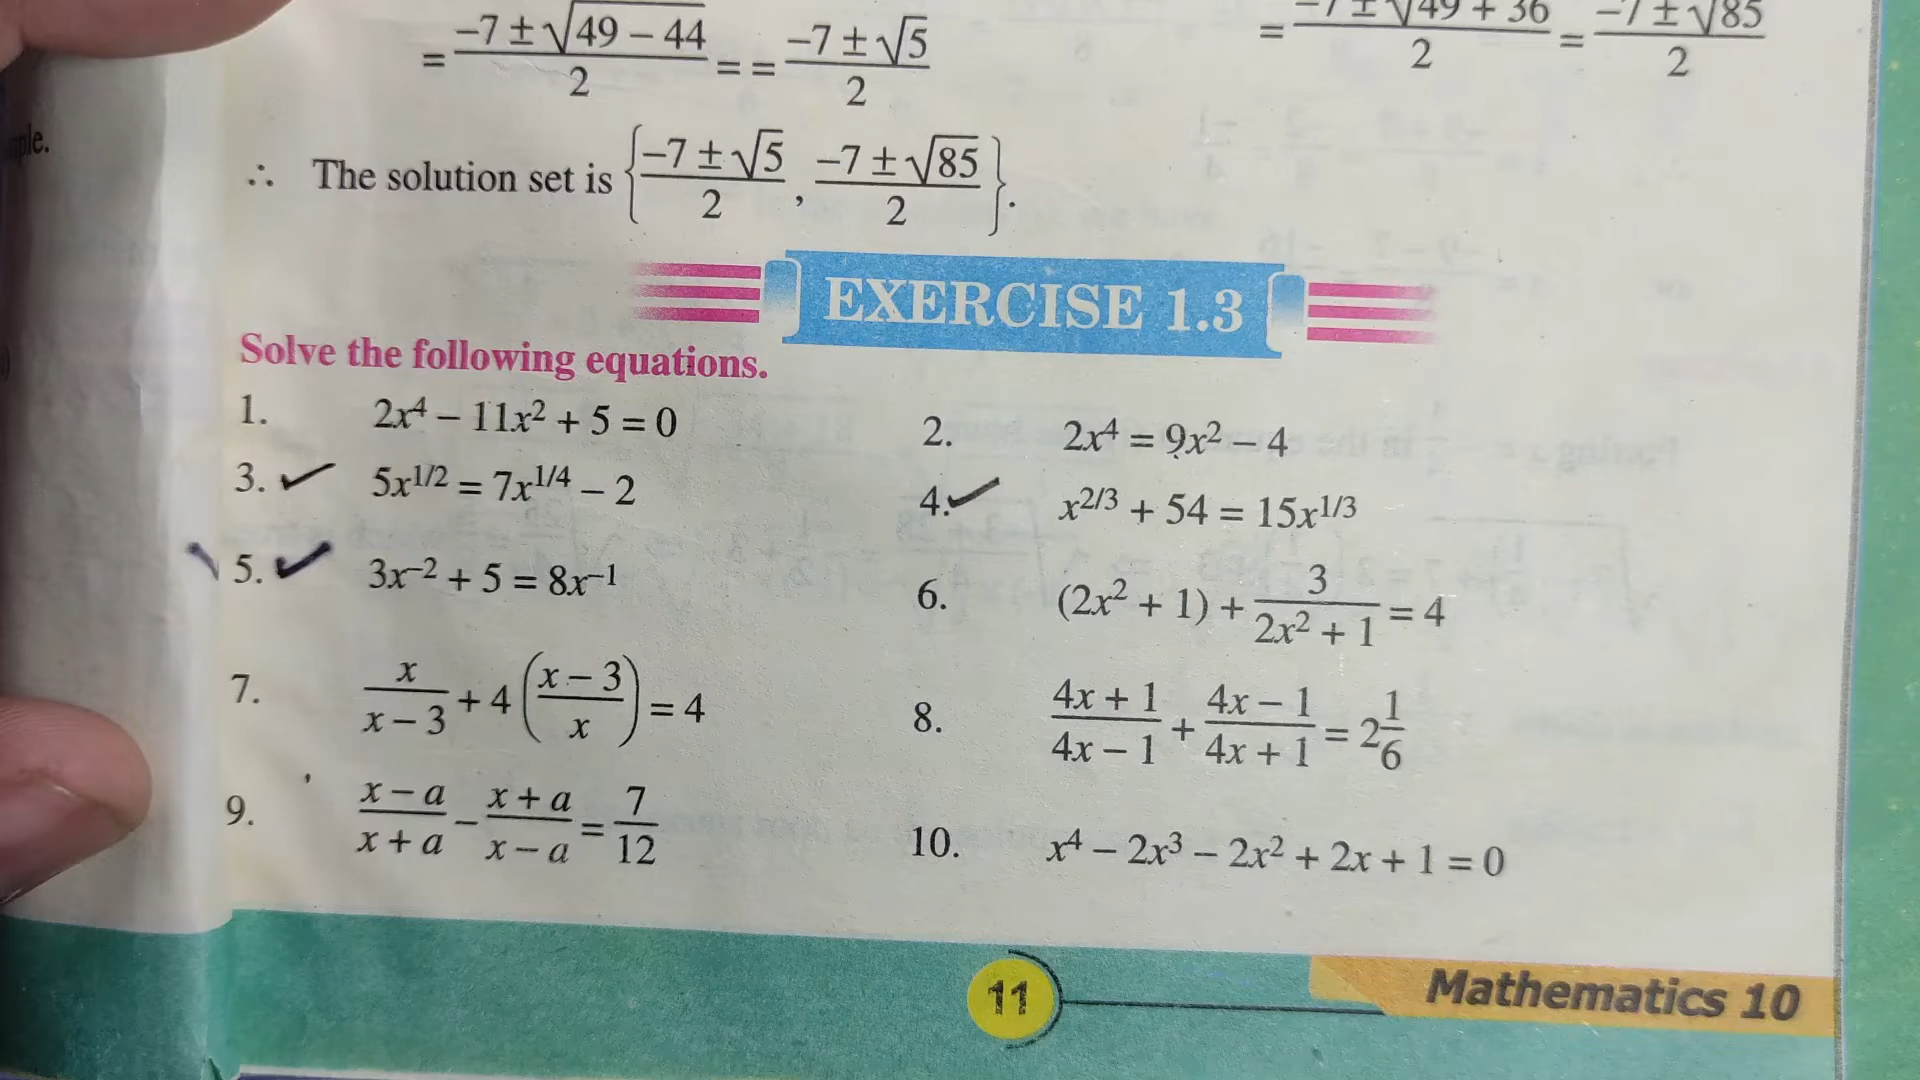 = (−7 ± √(49 − 44))/2 = = (−7 ± √5)/2
= (−7 ± √(49 + 36))/2 = (−7 ± √85)/2
∴ The solution set is {(−7 ± √5)/2 , (−7 ± √85)/2}.
EXERCISE 1.3
Solve the following equations.
1. 2x⁴ – 11x² + 5 = 0
2. 2x⁴ = 9x² – 4
3. ✓ 5x^1/2 = 7x^1/4 – 2
4. ✓ x^2/3 + 54 = 15x^1/3
5. ✓ 3x⁻² + 5 = 8x⁻¹
6. (2x² + 1) + 3/(2x² + 1) = 4
7. x/(x – 3) + 4((x – 3)/x) = 4
8. (4x + 1)/(4x – 1) + (4x – 1)/(4x + 1) = 2 1/6
9. (x – a)/(x + a) – (x + a)/(x – a) = 7/12
10. x⁴ – 2x³ – 2x² + 2x + 1 = 0
11
Mathematics 10